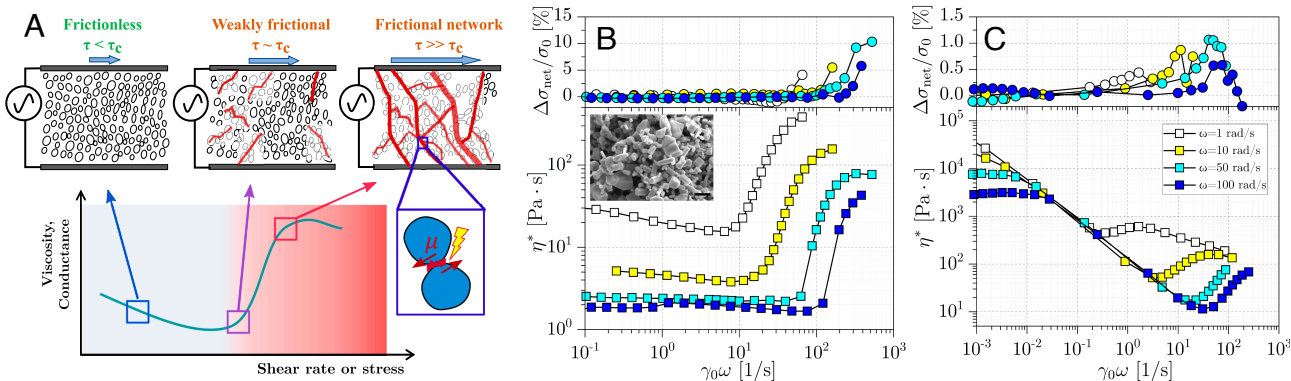 A
Frictionless
τ < τc
Weakly frictional
τ ~ τc
Frictional network
τ >> τc
μ
Viscosity,
Conductance
Shear rate or stress
B
Δσnet/σ0 [%]
15
10
5
0
η* [Pa · s]
10²
10¹
10⁰
10⁻¹ 10⁰ 10¹ 10² 10³
γ0ω [1/s]
C
Δσnet/σ0 [%]
1.5
1.0
0.5
0.0
η* [Pa · s]
10⁵
10⁴
10³
10²
10¹
ω=1 rad/s
ω=10 rad/s
ω=50 rad/s
ω=100 rad/s
10⁻³ 10⁻² 10⁻¹ 10⁰ 10¹ 10² 10³
γ0ω [1/s]